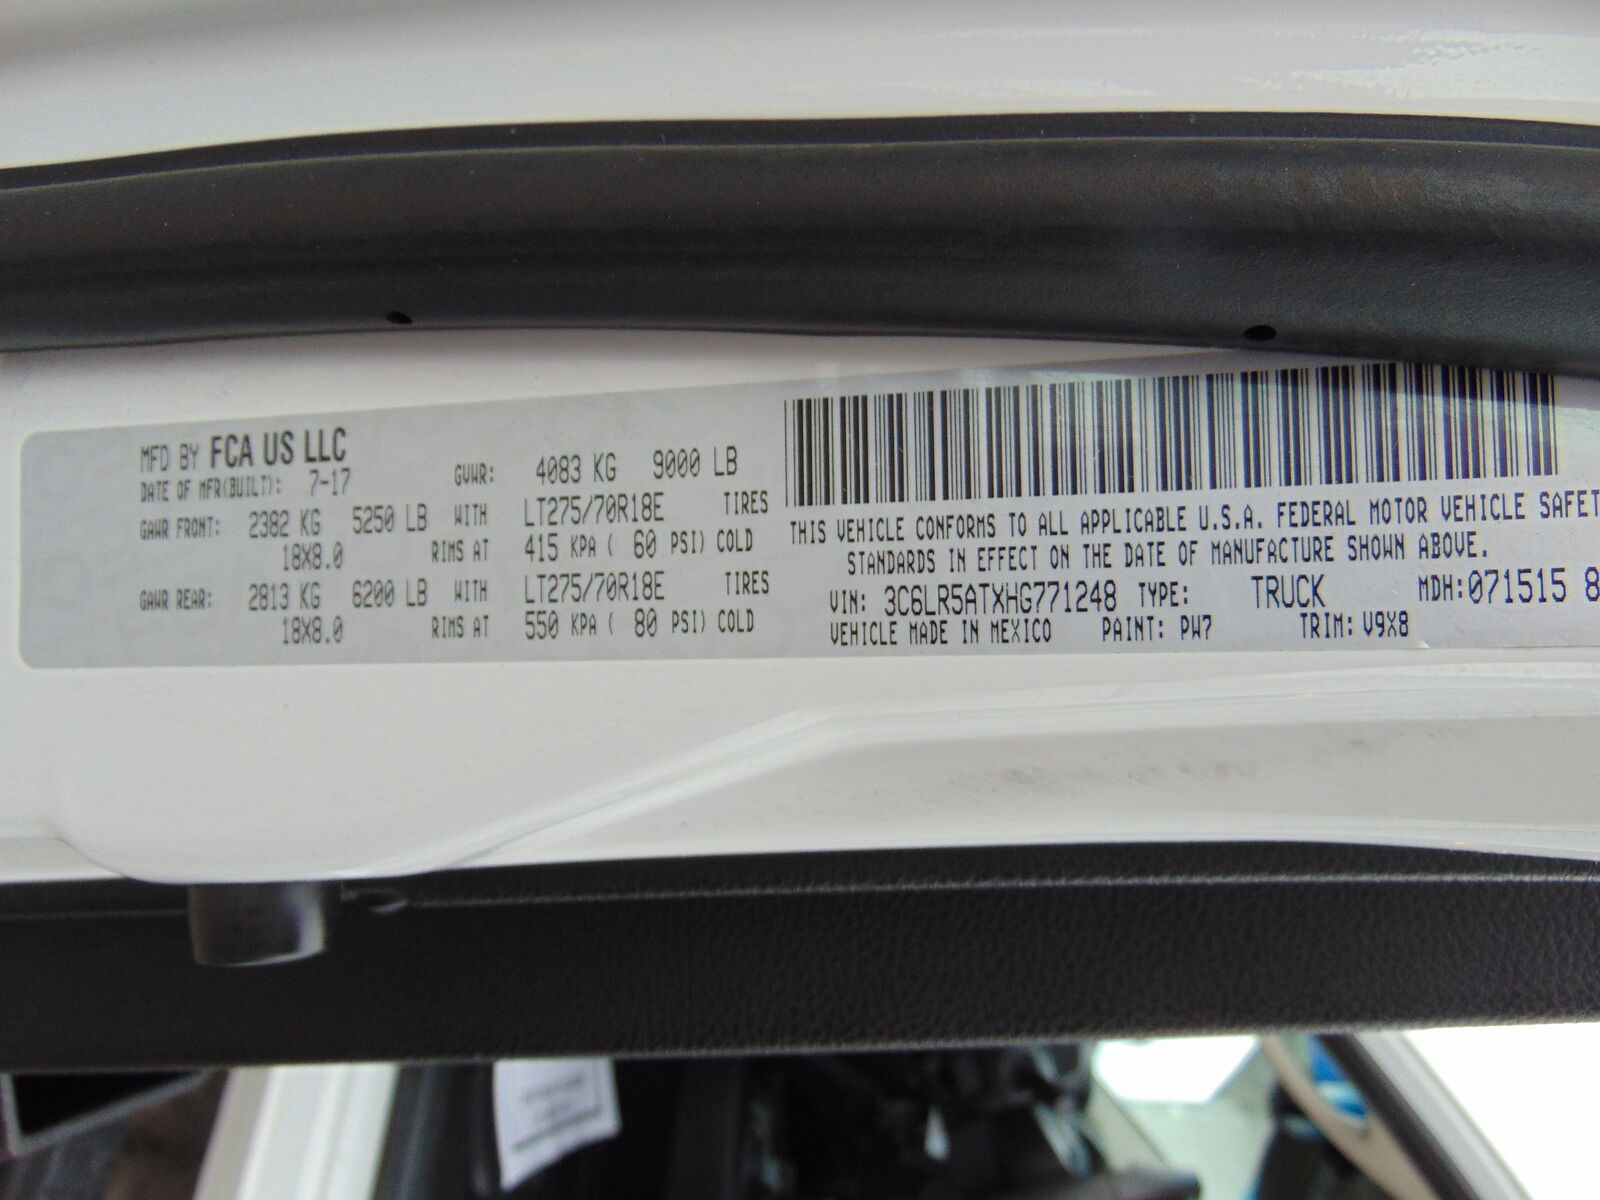 MFD BY FCA US LLC
DATE OF MFR(BUILT): 7-17 GVWR: 4083 KG 9000 LB
GAWR FRONT: 2382 KG 5250 LB WITH LT275/70R18E TIRES
18X8.0 RIMS AT 415 KPA ( 60 PSI) COLD
GAWR REAR: 2813 KG 6200 LB WITH LT275/70R18E TIRES
18X8.0 RIMS AT 550 KPA ( 80 PSI) COLD
THIS VEHICLE CONFORMS TO ALL APPLICABLE U.S.A. FEDERAL MOTOR VEHICLE SAFET
STANDARDS IN EFFECT ON THE DATE OF MANUFACTURE SHOWN ABOVE.
VIN: 3C6LR5ATXHG771248 TYPE: TRUCK MDH:071515 8
VEHICLE MADE IN MEXICO PAINT: PW7 TRIM: V9X8